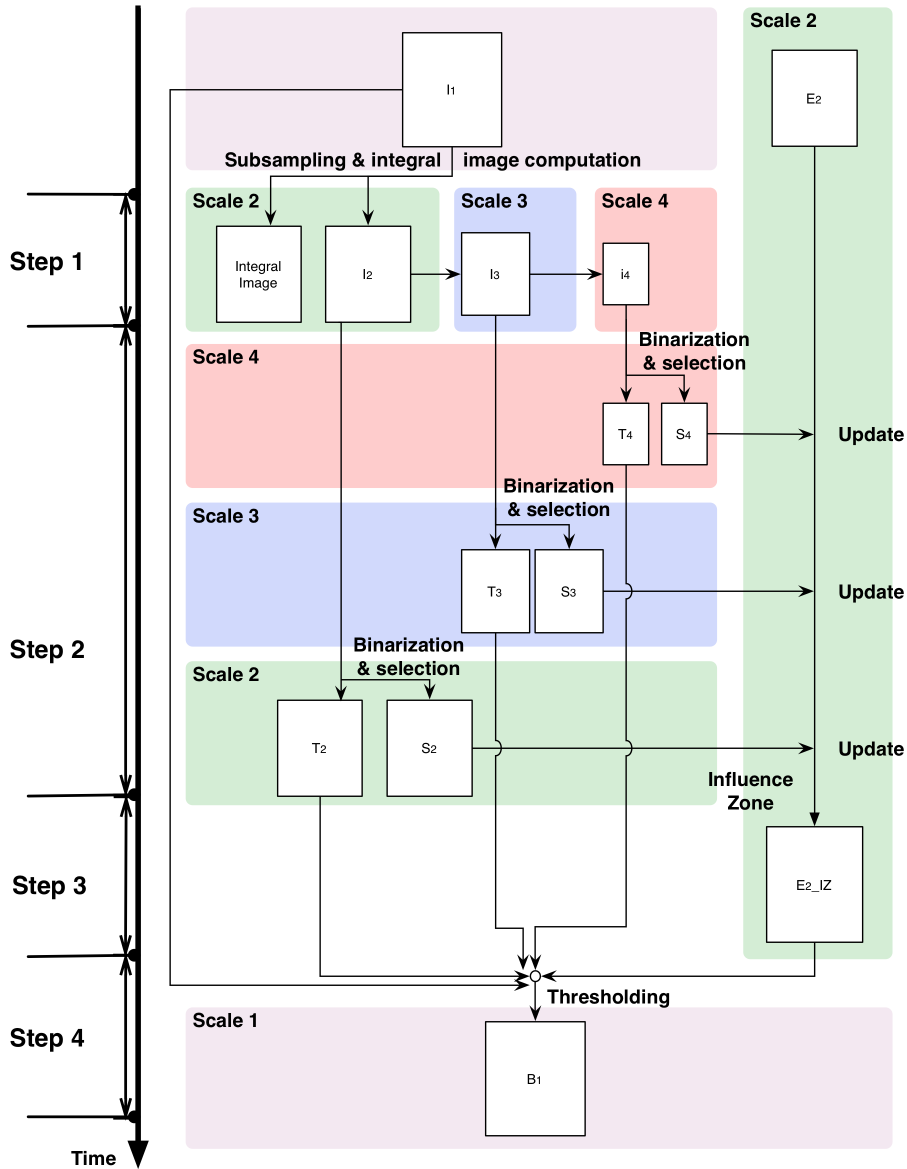 Scale 2
I1
E2
Subsampling & integral image computation
Scale 2
Scale 3
Scale 4
Step 1
Integral
Image
I2
I3
i4
Binarization
& selection
Scale 4
T4
S4
Update
Binarization
& selection
Scale 3
T3
S3
Update
Step 2
Binarization
& selection
Scale 2
T2
S2
Update
Influence
Zone
Step 3
E2_IZ
Thresholding
Scale 1
Step 4
B1
Time